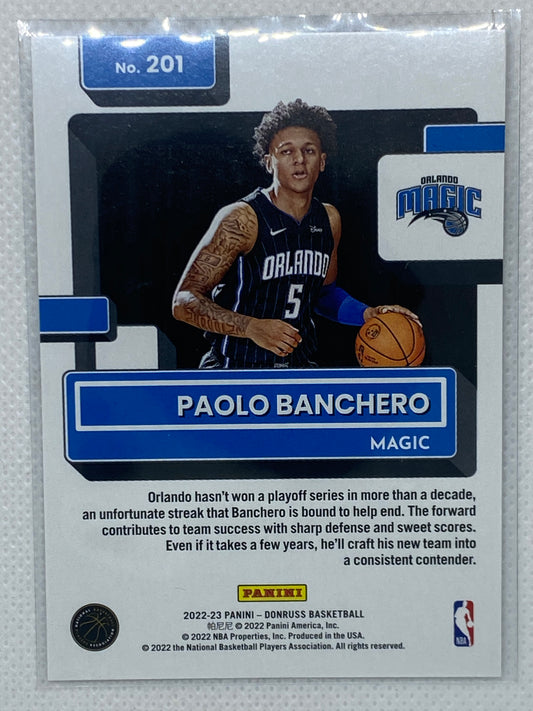 No. 201
ORLANDO
MAGIC
Disney
ORLANDO
5
PAOLO BANCHERO
MAGIC
Orlando hasn't won a playoff series in more than a decade,
an unfortunate streak that Banchero is bound to help end. The forward
contributes to team success with sharp defense and sweet scores.
Even if it takes a few years, he'll craft his new team into
a consistent contender.
PANINI
2022-23 PANINI – DONRUSS BASKETBALL
帕尼尼 © 2022 Panini America, Inc.
© 2022 NBA Properties, Inc. Produced in the USA.
© 2022 the National Basketball Players Association. All rights reserved.
NBA